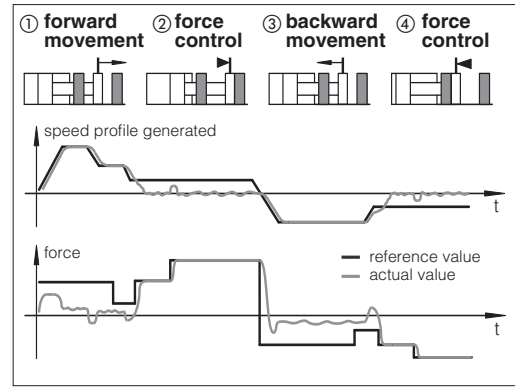 ① forward movement
② force control
③ backward movement
④ force control
speed profile generated
t
force
reference value
actual value
t